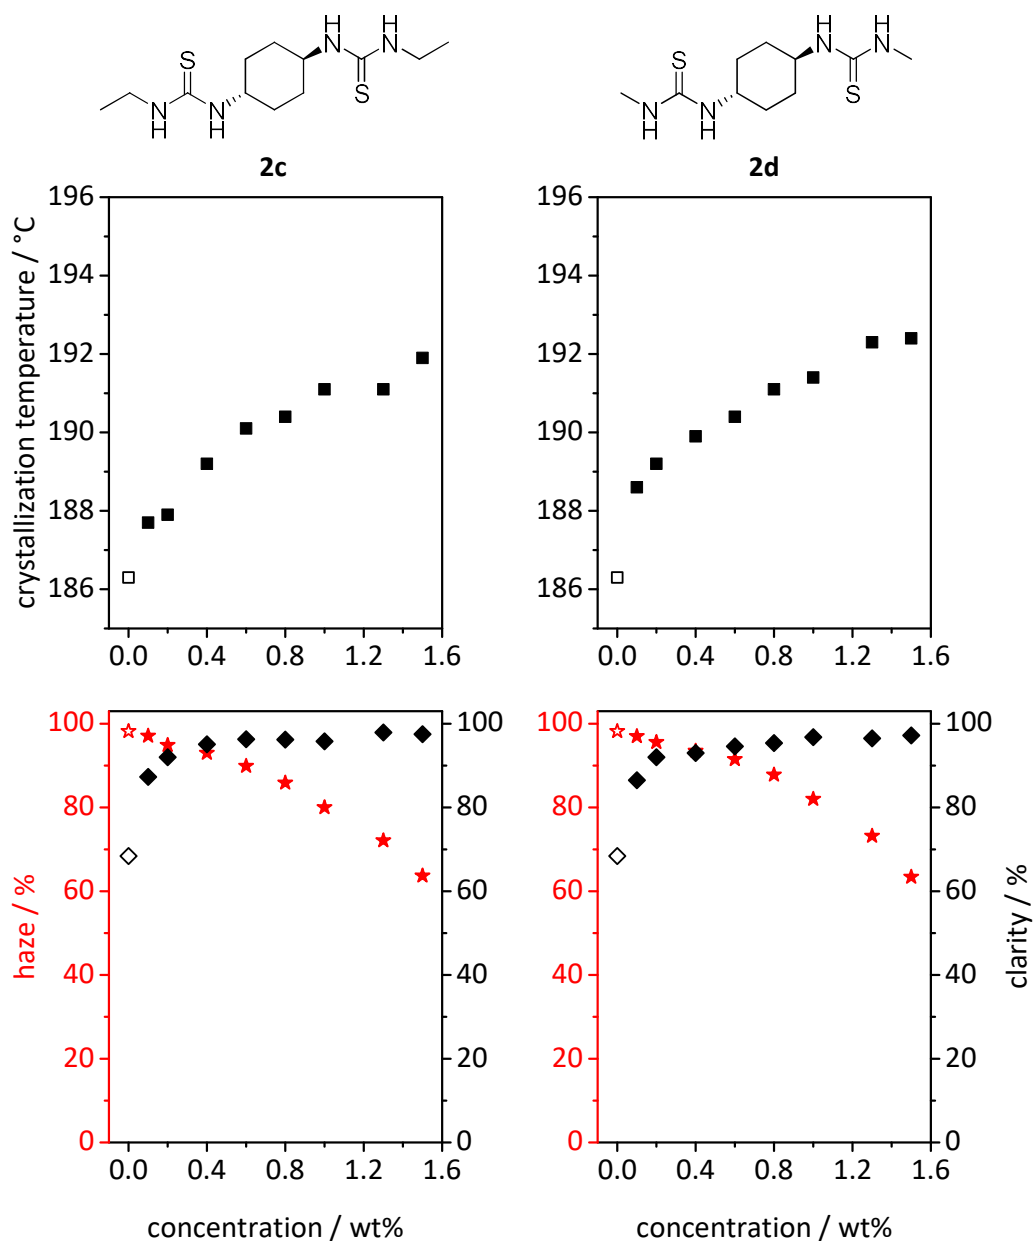 H N H N S S N H N H
H N H N S S N H N H
2c 2d
crystallization temperature / °C
196 194 192 190 188 186
0.0 0.4 0.8 1.2 1.6
196 194 192 190 188 186
0.0 0.4 0.8 1.2 1.6
haze / %
100 80 60 40 20 0
100 80 60 40 20 0
0.0 0.4 0.8 1.2 1.6
concentration / wt%
100 80 60 40 20 0
100 80 60 40 20 0
clarity / %
0.0 0.4 0.8 1.2 1.6
concentration / wt%